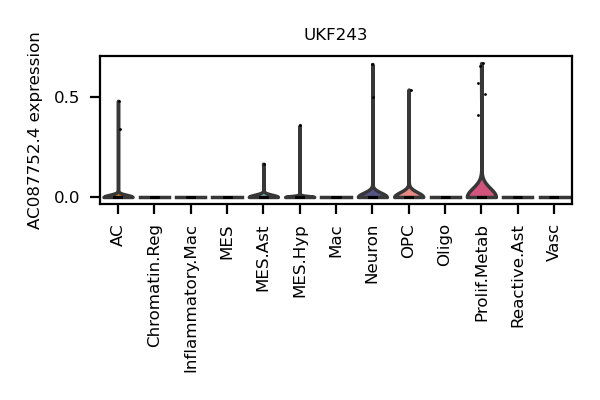 UKF243
AC087752.4 expression
0.5
0.0
AC
Chromatin.Reg
Inflammatory.Mac
MES
MES.Ast
MES.Hyp
Mac
Neuron
OPC
Oligo
Prolif.Metab
Reactive.Ast
Vasc